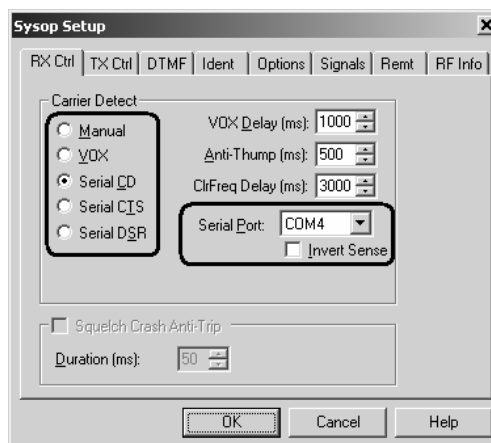 Sysop Setup
RX Ctrl TX Ctrl DTMF Ident Options Signals Remt RF Info
Carrier Detect
Manual
VOX
Serial CD
Serial CTS
Serial DSR
VOX Delay (ms): 1000
Anti-Thump (ms): 500
ClrFreq Delay (ms): 3000
Serial Port: COM4
Invert Sense
Squelch Crash Anti-Trip
Duration (ms): 50
OK Cancel Help